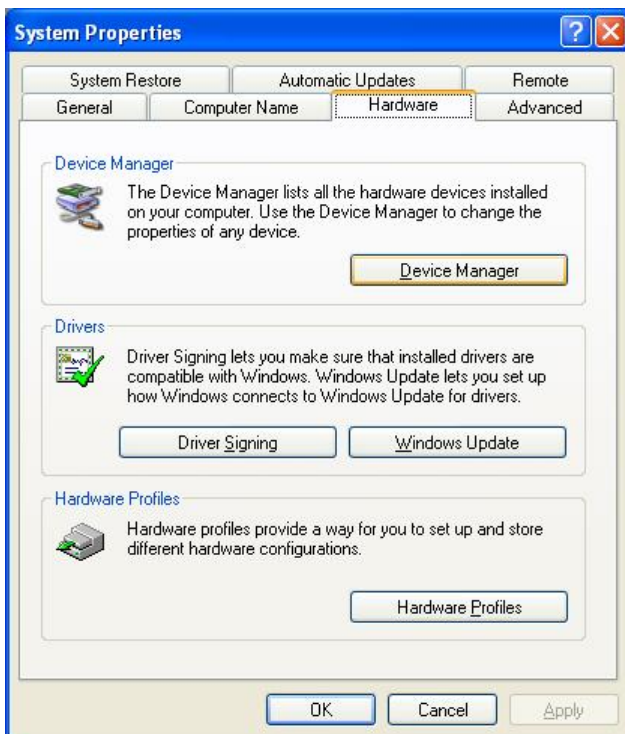 System Properties
System Restore Automatic Updates Remote
General Computer Name Hardware Advanced
Device Manager
The Device Manager lists all the hardware devices installed
on your computer. Use the Device Manager to change the
properties of any device.
Device Manager
Drivers
Driver Signing lets you make sure that installed drivers are
compatible with Windows. Windows Update lets you set up
how Windows connects to Windows Update for drivers.
Driver Signing Windows Update
Hardware Profiles
Hardware profiles provide a way for you to set up and store
different hardware configurations.
Hardware Profiles
OK Cancel Apply